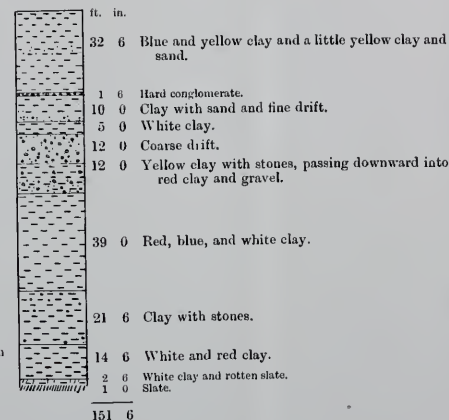 ft. in.
32 6 Blue and yellow clay and a little yellow clay and
sand.
1 6 Hard conglomerate.
10 0 Clay with sand and fine drift.
5 0 White clay.
12 0 Coarse drift.
12 0 Yellow clay with stones, passing downward into
red clay and gravel.
39 0 Red, blue, and white clay.
21 6 Clay with stones.
14 6 White and red clay.
2 6 White clay and rotten slate.
1 0 Slate.
151 6